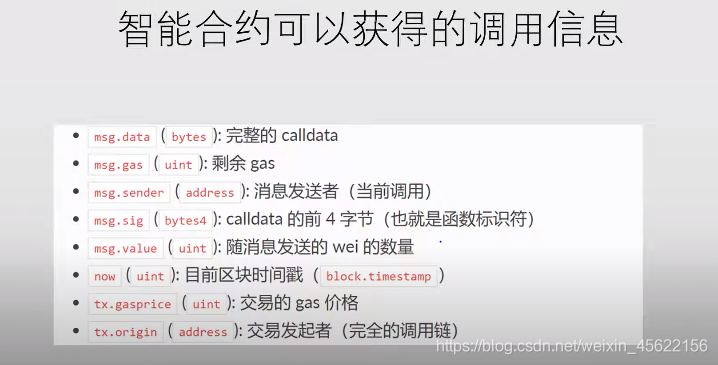 智能合约可以获得的调用信息
• msg.data ( bytes ): 完整的 calldata
• msg.gas ( uint ): 剩余 gas
• msg.sender ( address ): 消息发送者（当前调用）
• msg.sig ( bytes4 ): calldata 的前 4 字节（也就是函数标识符）
• msg.value ( uint ): 随消息发送的 wei 的数量
• now ( uint ): 目前区块时间戳（ block.timestamp ）
• tx.gasprice ( uint ): 交易的 gas 价格
• tx.origin ( address ): 交易发起者（完全的调用链）
https://blog.csdn.net/weixin_45622156